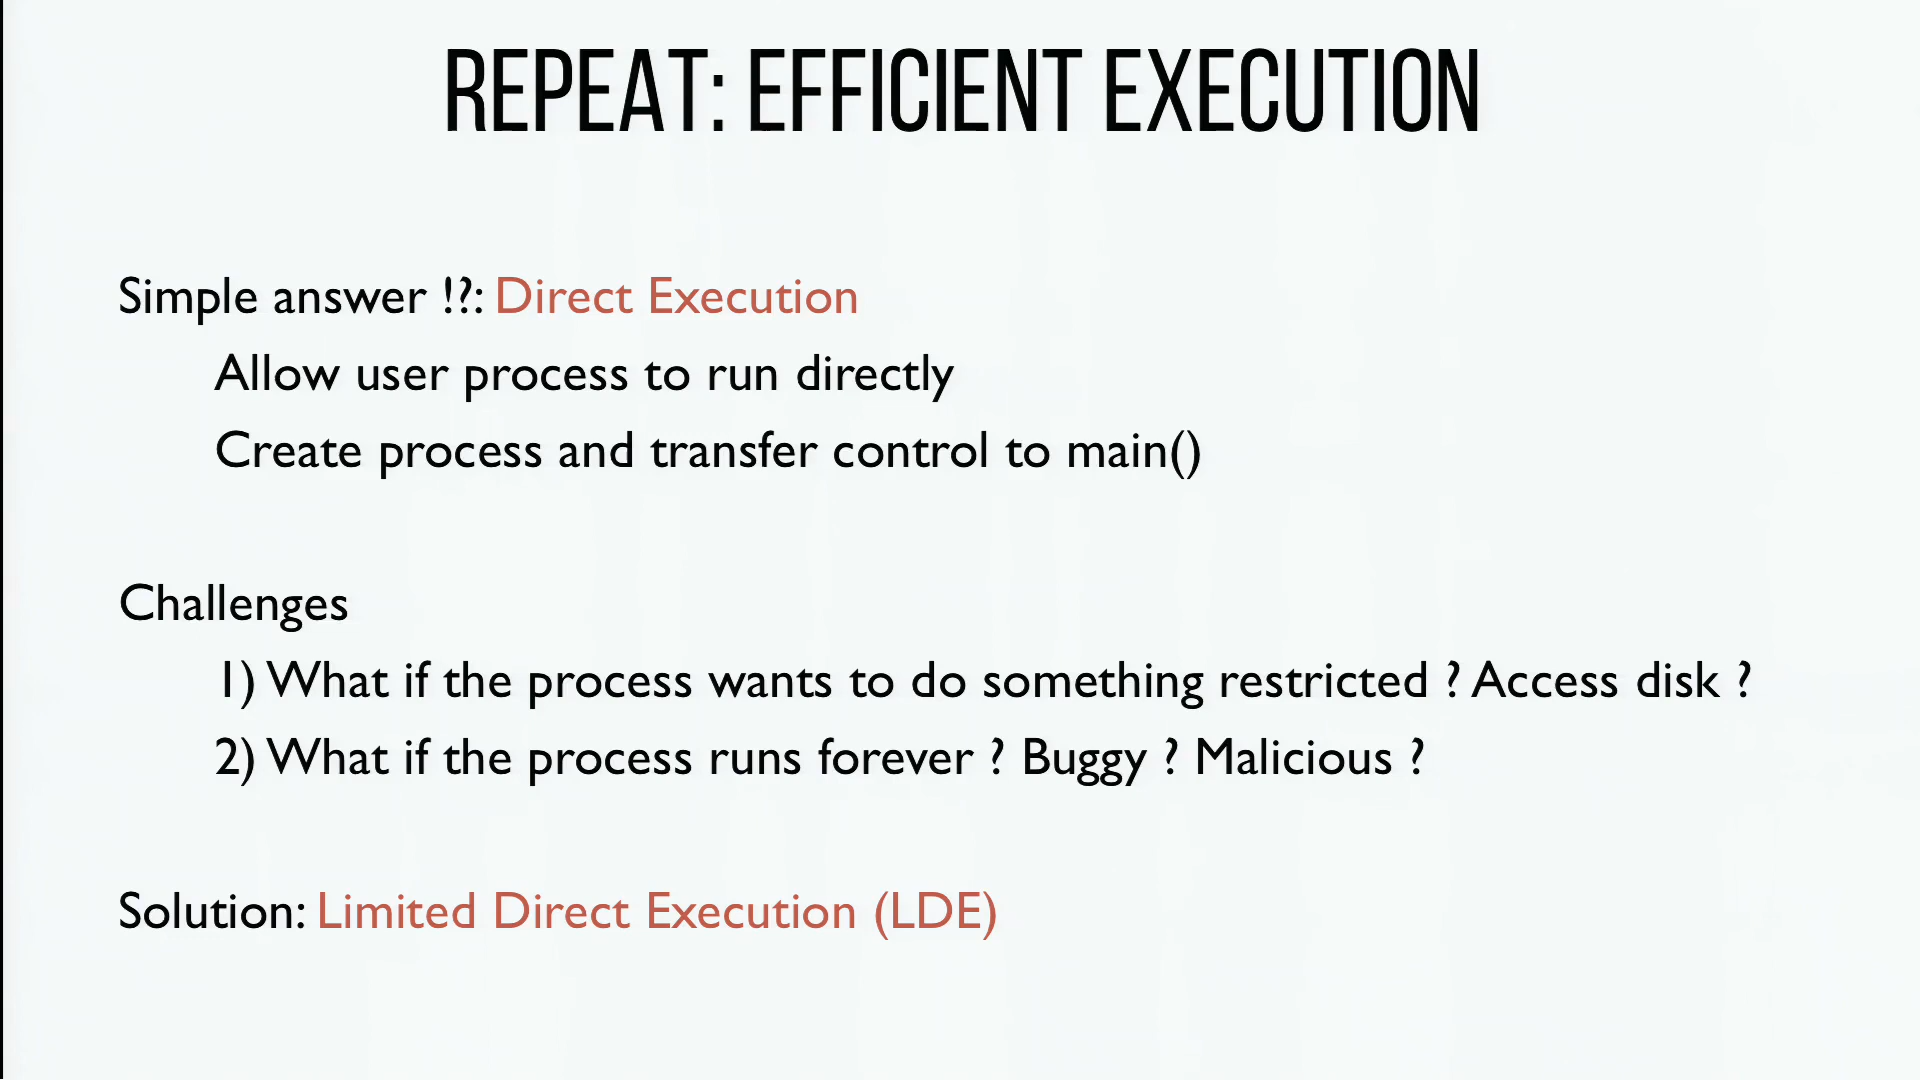 REPEAT: EFFICIENT EXECUTION
Simple answer !?: Direct Execution
Allow user process to run directly
Create process and transfer control to main()
Challenges
1) What if the process wants to do something restricted ? Access disk ?
2) What if the process runs forever ? Buggy ? Malicious ?
Solution: Limited Direct Execution (LDE)